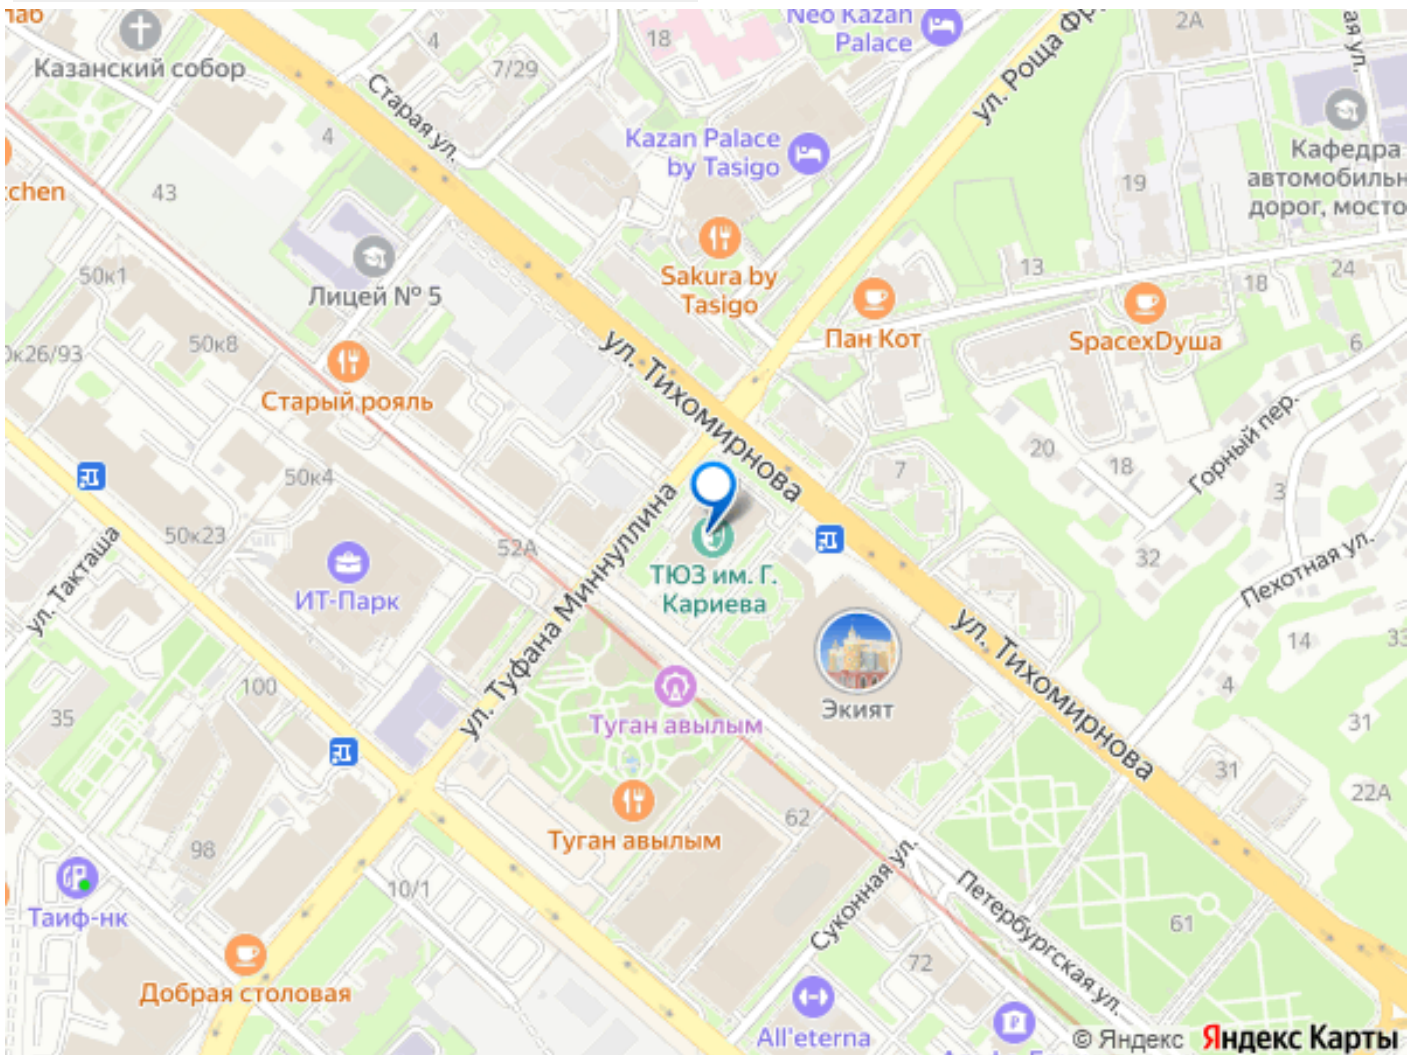 Казанский собор
4
18
Neo Kazan
Palace
2А
7/29
Старая ул.
ул. Роща
4
Kazan Palace
by Tasigo
Кафедра
автомобильн
дорог, мосто
chen
43
19
50к1
Лицей № 5
Sakura by
Tasigo
13
18
24
Пан Кот
SpacexДуша
6
50к8
к26/93
Старый рояль
ул. Тихомирнова
Горный пер.
20
18
7
3
50к4
50к23
52А
32
ул. Такташа
ИТ-Парк
ул. Туфана Миннуллина
ТЮЗ им. Г.
Кариева
Пехотная ул.
ул. Тихомирнова
14
33
4
100
35
Туган авылым
Экият
31
31
22А
Туган авылым
62
98
10/1
Таиф-нк
Суконная ул.
Петербургская ул.
61
72
Добрая столовая
All'eterna
© Яндекс Яндекс Карты